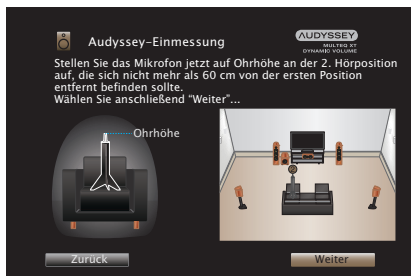 Audyssey-Einmessung
AUDYSSEY
MULTEQ XT
DYNAMIC VOLUME
Stellen Sie das Mikrofon jetzt auf Ohrhöhe an der 2. Hörposition
auf, die sich nicht mehr als 60 cm von der ersten Position
entfernt befinden sollte.
Wählen Sie anschließend “Weiter”...
Ohrhöhe
Zurück
Weiter